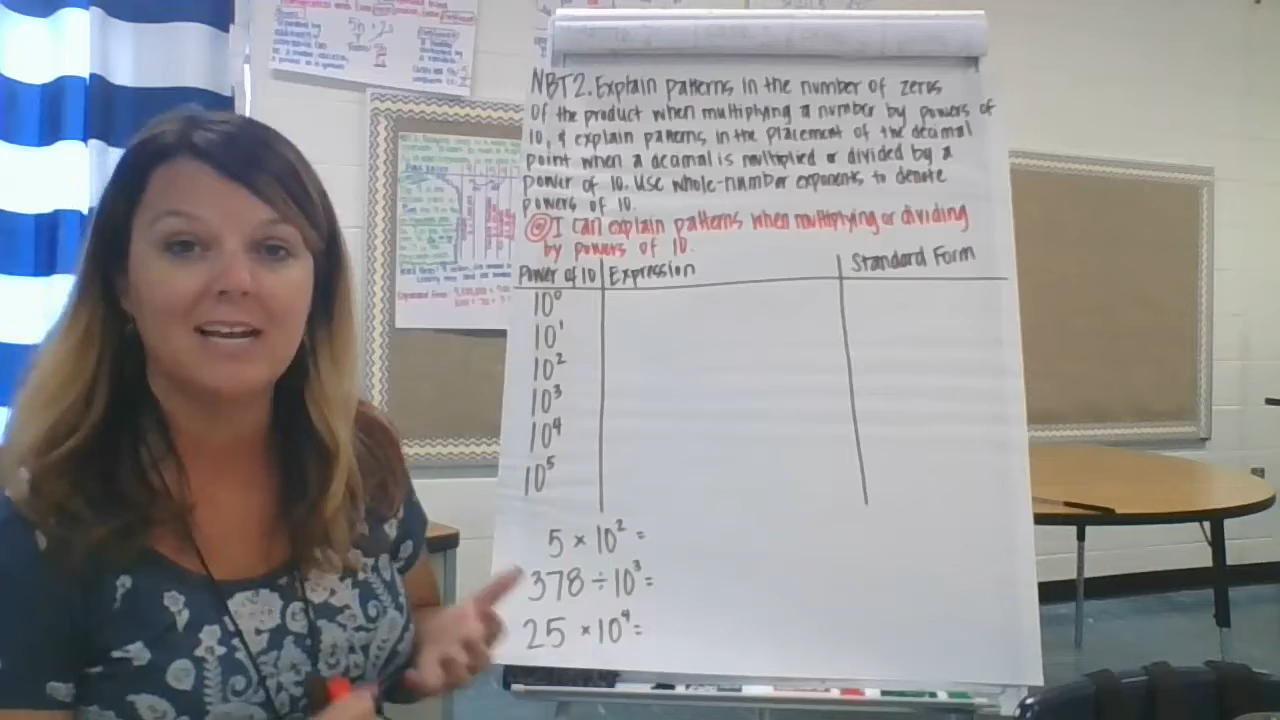 NBT2. Explain patterns in the number of zeros
of the product when multiplying a number by powers of
10, & explain patterns in the placement of the decimal
point when a decimal is multiplied or divided by a
power of 10. Use whole-number exponents to denote
powers of 10.
I can explain patterns when multiplying or dividing
by powers of 10.
Power of 10 Expression Standard Form
10⁰
10¹
10²
10³
10⁴
10⁵
5 × 10² =
378 ÷ 10³ =
25 × 10⁴ =